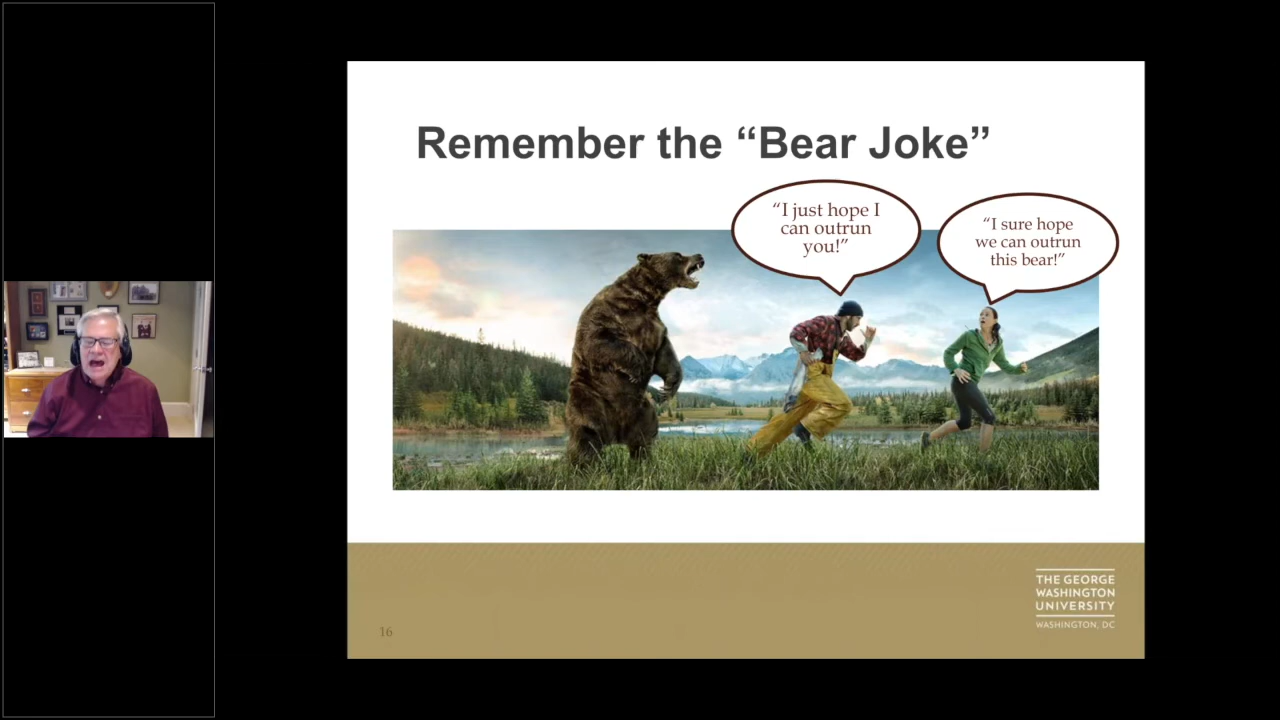 Remember the “Bear Joke”
“I just hope I
can outrun
you!”
“I sure hope
we can outrun
this bear!”
THE GEORGE
WASHINGTON
UNIVERSITY
WASHINGTON, DC
16